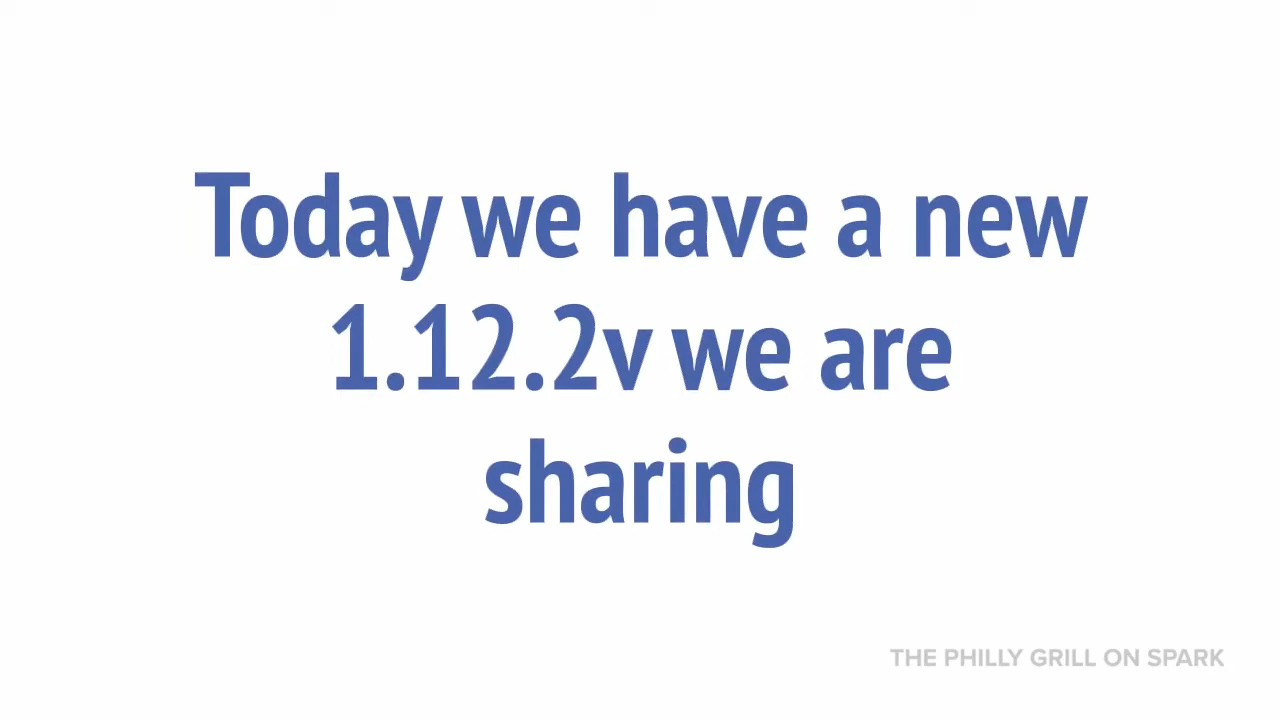 Today we have a new
1.12.2v we are
sharing
THE PHILLY GRILL ON SPARK